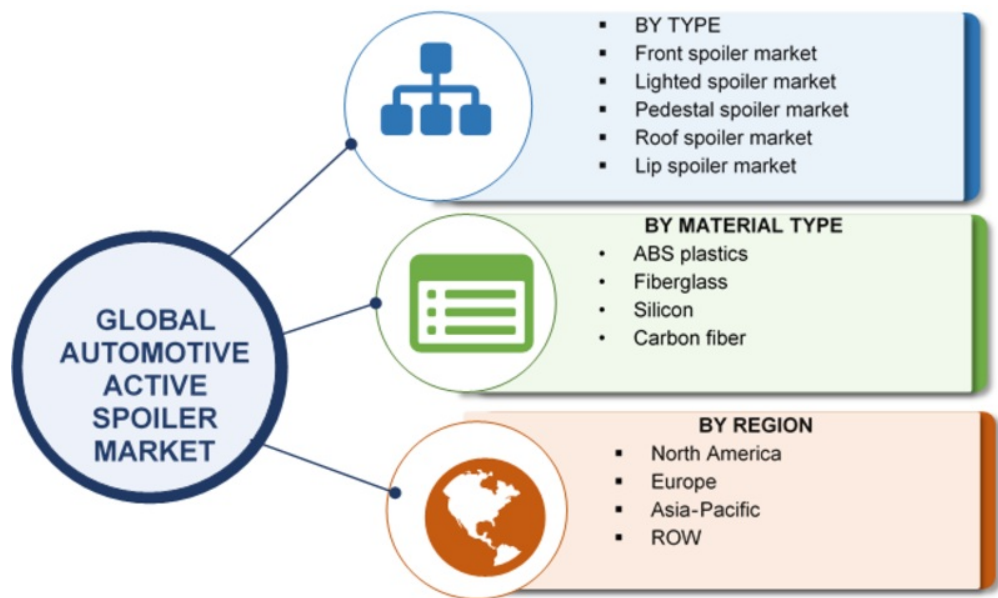 GLOBAL
AUTOMOTIVE
ACTIVE
SPOILER
MARKET
BY TYPE
Front spoiler market
Lighted spoiler market
Pedestal spoiler market
Roof spoiler market
Lip spoiler market
BY MATERIAL TYPE
ABS plastics
Fiberglass
Silicon
Carbon fiber
BY REGION
North America
Europe
Asia-Pacific
ROW